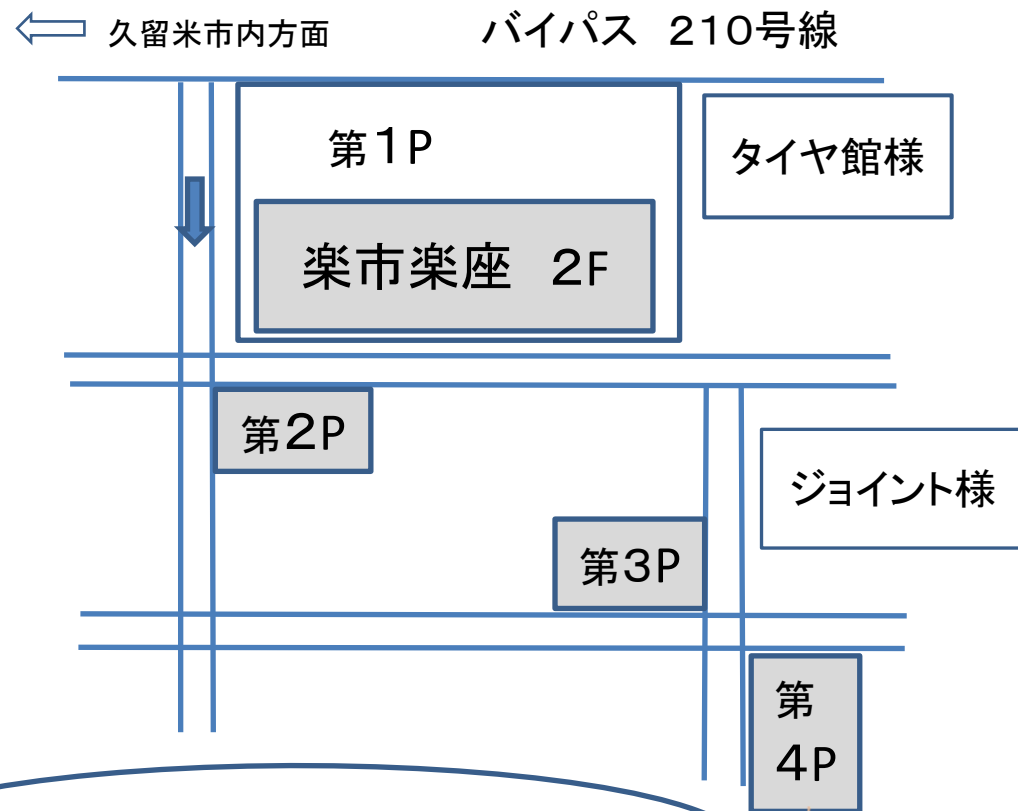 久留米市内方面
バイパス　210号線
第1P
タイヤ館様
楽市楽座　2F
第2P
ジョイント様
第3P
第
4P